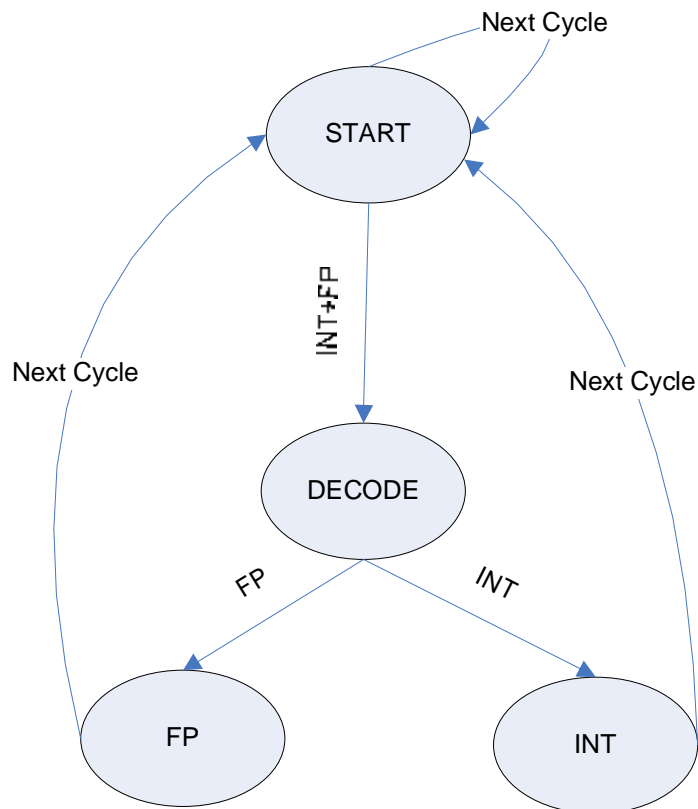 Next Cycle
START
INT+FP
Next Cycle
Next Cycle
DECODE
FP
INT
FP
INT